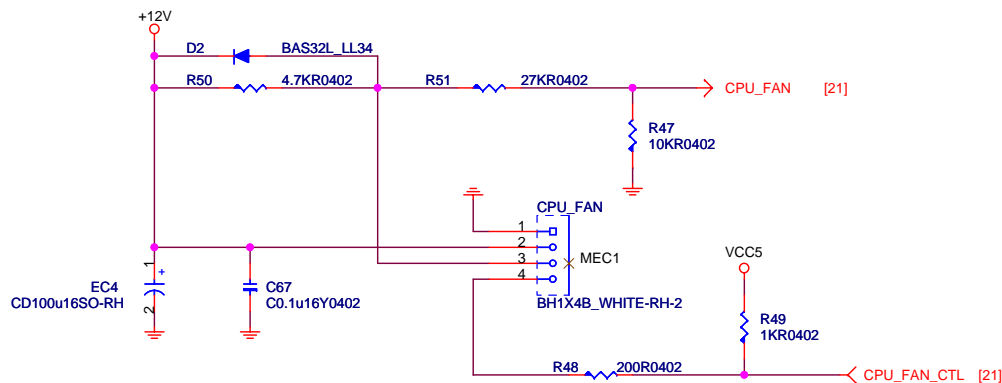 +12V
D2 BAS32L_LL34
R50 4.7KR0402 R51 27KR0402 CPU_FAN [21]
R47
10KR0402
CPU_FAN
1
2
3
4
MEC1
BH1X4B_WHITE-RH-2
VCC5
1
+
EC4
CD100u16SO-RH
2
C67
C0.1u16Y0402
R49
1KR0402
R48 200R0402 CPU_FAN_CTL [21]